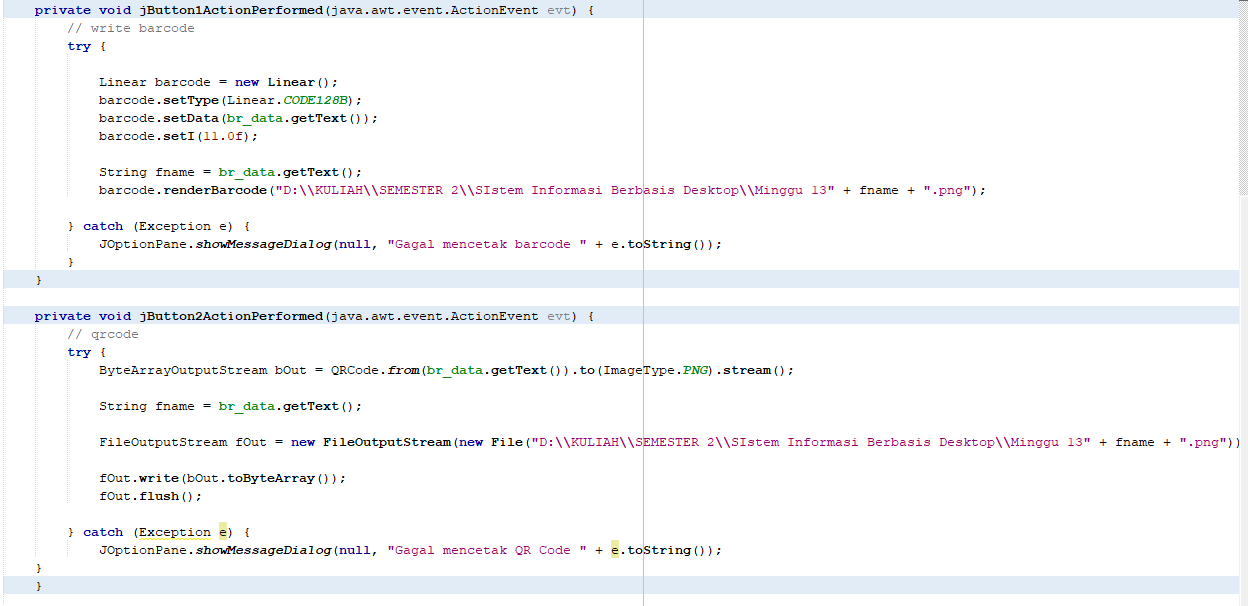 private void jButton1ActionPerformed(java.awt.event.ActionEvent evt) {
// write barcode
try {
Linear barcode = new Linear();
barcode.setType(Linear.CODE128B);
barcode.setData(br_data.getText());
barcode.setI(11.0f);
String fname = br_data.getText();
barcode.renderBarcode("D:\\KULIAH\\SEMESTER 2\\SIstem Informasi Berbasis Desktop\\Minggu 13" + fname + ".png");
} catch (Exception e) {
JOptionPane.showMessageDialog(null, "Gagal mencetak barcode " + e.toString());
}
}
private void jButton2ActionPerformed(java.awt.event.ActionEvent evt) {
// qrcode
try {
ByteArrayOutputStream bOut = QRCode.from(br_data.getText()).to(ImageType.PNG).stream();
String fname = br_data.getText();
FileOutputStream fOut = new FileOutputStream(new File("D:\\KULIAH\\SEMESTER 2\\SIstem Informasi Berbasis Desktop\\Minggu 13" + fname + ".png"))
fOut.write(bOut.toByteArray());
fOut.flush();
} catch (Exception e) {
JOptionPane.showMessageDialog(null, "Gagal mencetak QR Code " + e.toString());
}
}